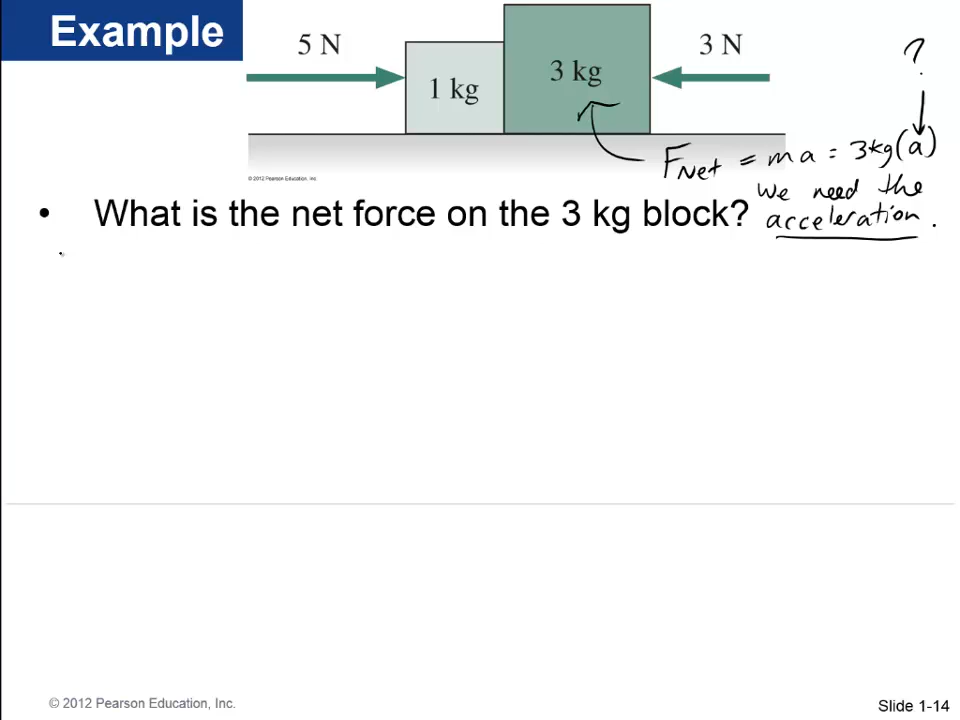 Example
5 N
3 N
?
1 kg
3 kg
F Net = ma = 3kg(a)
© 2012 Pearson Education, Inc.
we need the
acceleration.
• What is the net force on the 3 kg block?
© 2012 Pearson Education, Inc.
Slide 1-14